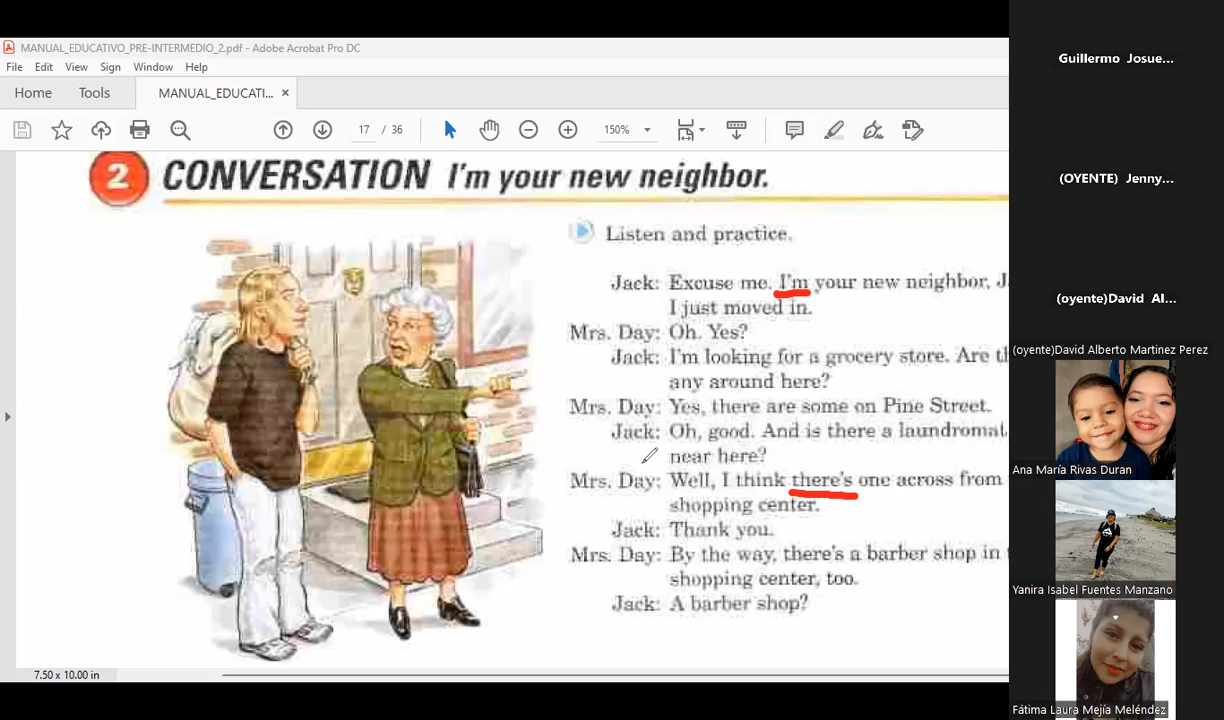 MANUAL_EDUCATIVO_PRE-INTERMEDIO_2.pdf - Adobe Acrobat Pro DC
File Edit View Sign Window Help
Home Tools MANUAL_EDUCATI... ×
17 / 36 150%
2 CONVERSATION I'm your new neighbor.
Listen and practice.
Jack: Excuse me. I'm your new neighbor, J
I just moved in.
Mrs. Day: Oh. Yes?
Jack: I'm looking for a grocery store. Are th
any around here?
Mrs. Day: Yes, there are some on Pine Street.
Jack: Oh, good. And is there a laundromat
near here?
Mrs. Day: Well, I think there's one across from
shopping center.
Jack: Thank you.
Mrs. Day: By the way, there's a barber shop in t
shopping center, too.
Jack: A barber shop?
7.50 x 10.00 in
Guillermo Josue...
(OYENTE) Jenny...
(oyente)David Al...
(oyente)David Alberto Martinez Perez
Ana María Rivas Duran
Yanira Isabel Fuentes Manzano
Fátima Laura Mejía Meléndez